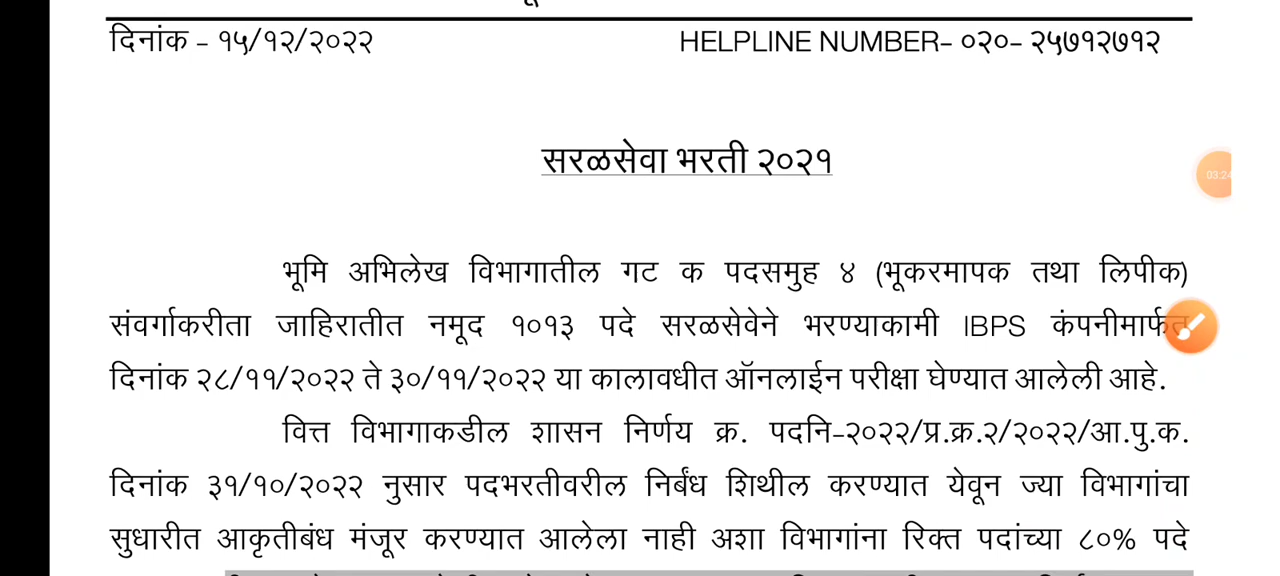 दिनांक - १५/१२/२०२२ HELPLINE NUMBER- ०२०- २५७१२७१२
सरळसेवा भरती २०२१
03:24
भूमि अभिलेख विभागातील गट क पदसमुह ४ (भूकरमापक तथा लिपीक)
संवर्गाकरीता जाहिरातीत नमूद १०१३ पदे सरळसेवेने भरण्याकामी IBPS कंपनीमार्फत
दिनांक २८/११/२०२२ ते ३०/११/२०२२ या कालावधीत ऑनलाईन परीक्षा घेण्यात आलेली आहे.
वित्त विभागाकडील शासन निर्णय क्र. पदनि-२०२२/प्र.क्र.२/२०२२/आ.पु.क.
दिनांक ३१/१०/२०२२ नुसार पदभरतीवरील निर्बंध शिथील करण्यात येवून ज्या विभागांचा
सुधारीत आकृतीबंध मंजूर करण्यात आलेला नाही अशा विभागांना रिक्त पदांच्या ८०% पदे